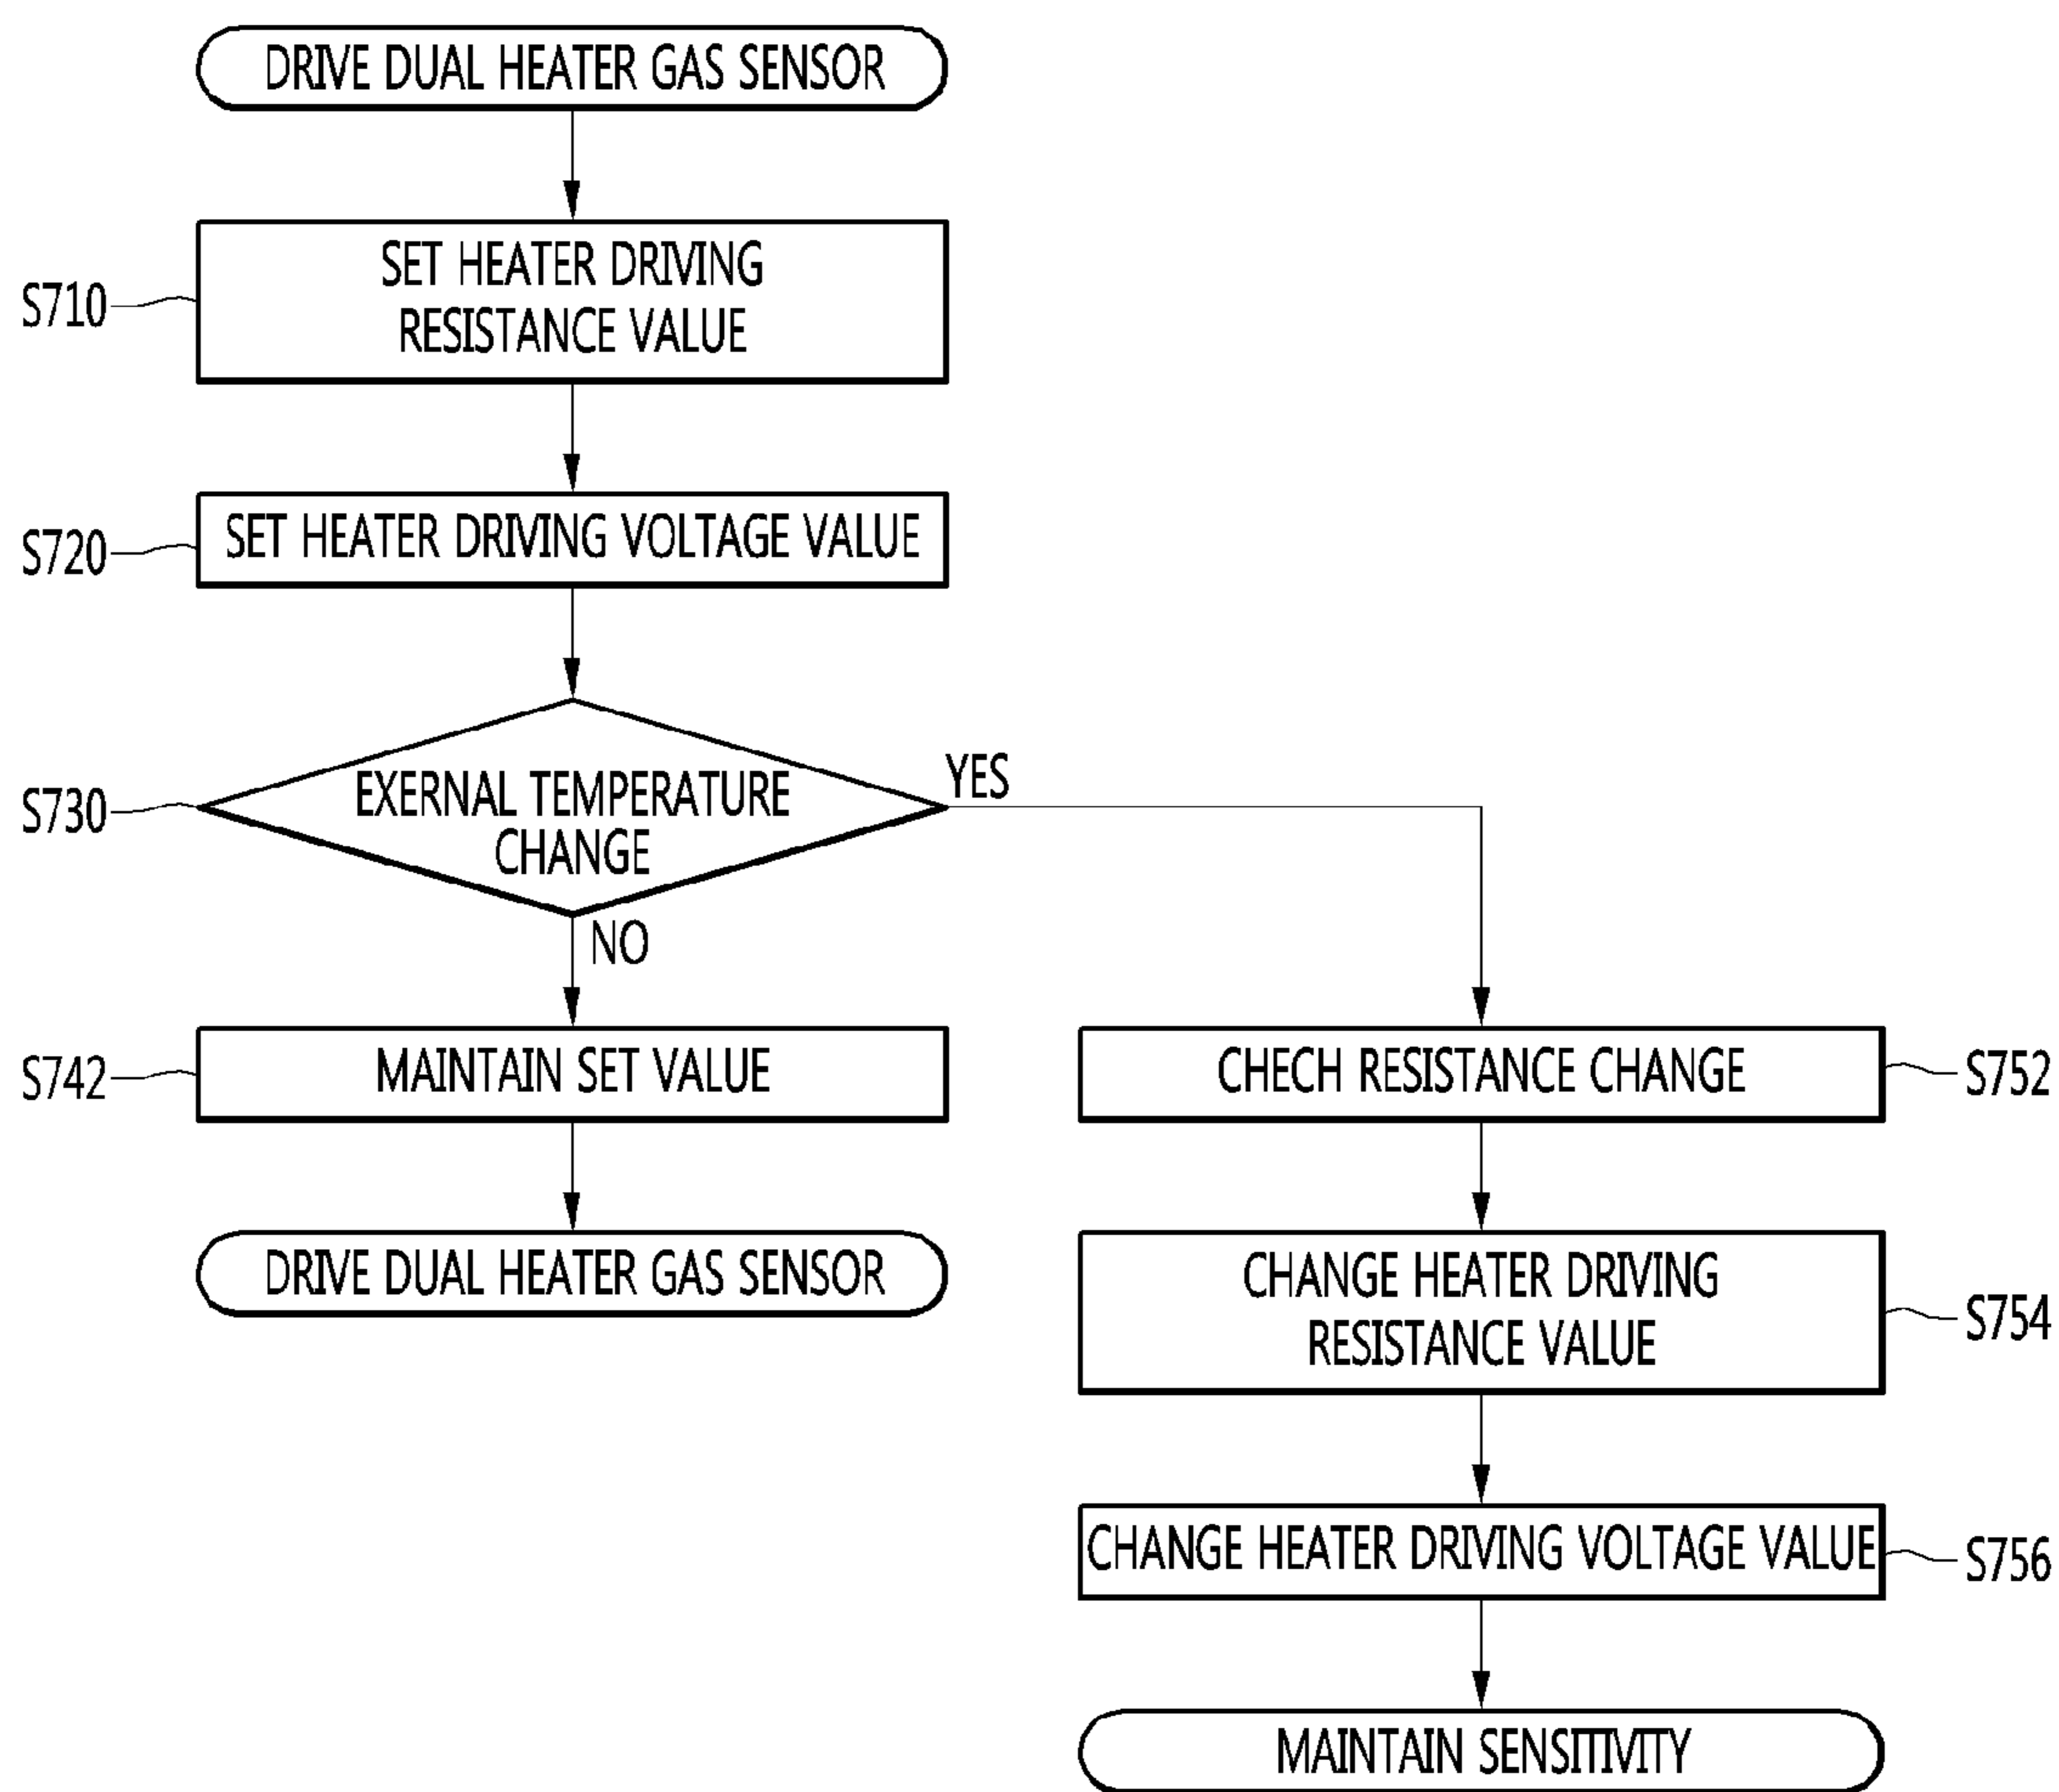 DRIVE DUAL HEATER GAS SENSOR
S710
SET HEATER DRIVING
RESISTANCE VALUE
S720
SET HEATER DRIVING VOLTAGE VALUE
S730
EXERNAL TEMPERATURE
CHANGE
YES
NO
S742
MAINTAIN SET VALUE
DRIVE DUAL HEATER GAS SENSOR
CHECH RESISTANCE CHANGE
S752
CHANGE HEATER DRIVING
RESISTANCE VALUE
S754
CHANGE HEATER DRIVING VOLTAGE VALUE
S756
MAINTAIN SENSITIVITY